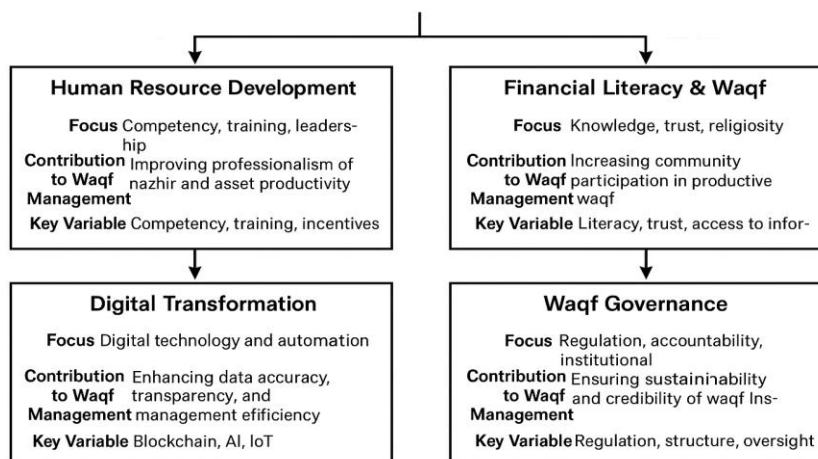 Human Resource Development
Focus Competency, training, leaders-
hip
Contribution to Waqf Management Improving professionalism of
nazhir and asset productivity
Key Variable Competency, training, incentives
Financial Literacy & Waqf
Focus Knowledge, trust, religiosity
Contribution to Waqf Management Increasing community
participation in productive
waqf
Key Variable Literacy, trust, access to infor-
Digital Transformation
Focus Digital technology and automation
Contribution to Waqf Management Enhancing data accuracy,
transparency, and
management efificiency
Key Variable Blockchain, AI, IoT
Waqf Governance
Focus Regulation, accountability,
institutional
Contribution to Waqf Management Ensuring sustaininability
and credibility of waqf Ins-
Key Variable Regulation, structure, oversight